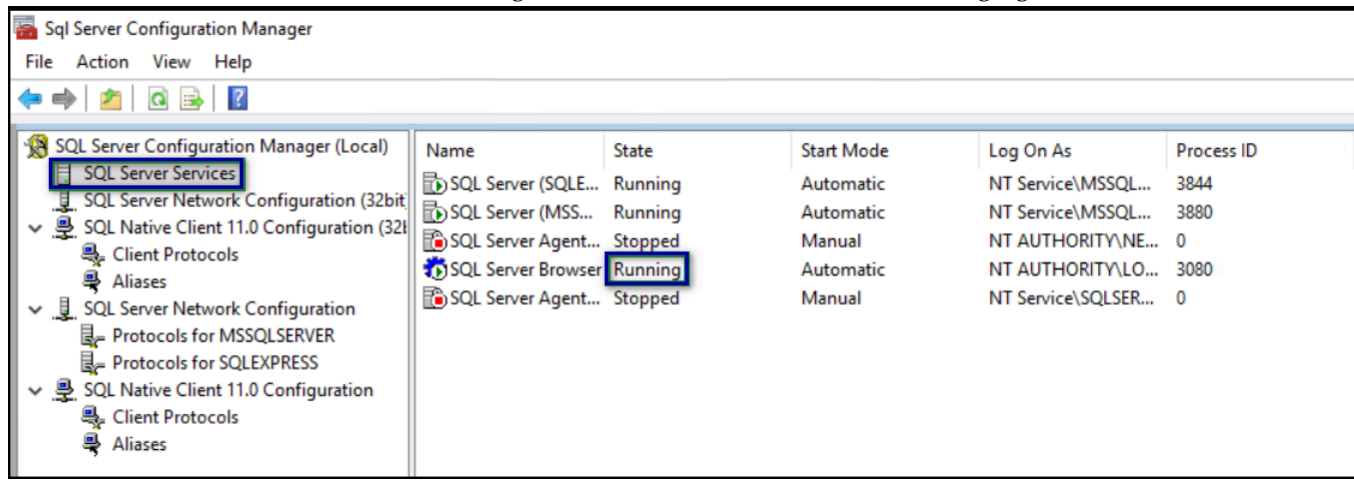 Sql Server Configuration Manager
File Action View Help
SQL Server Configuration Manager (Local)
SQL Server Services
SQL Server Network Configuration (32bit
SQL Native Client 11.0 Configuration (32b
Client Protocols
Aliases
SQL Server Network Configuration
Protocols for MSSQLSERVER
Protocols for SQLEXPRESS
SQL Native Client 11.0 Configuration
Client Protocols
Aliases
Name State Start Mode Log On As Process ID
SQL Server (SQLE... Running Automatic NT Service\MSSQL... 3844
SQL Server (MSS... Running Automatic NT Service\MSSQL... 3880
SQL Server Agent... Stopped Manual NT AUTHORITY\NE... 0
SQL Server Browser Running Automatic NT AUTHORITY\LO... 3080
SQL Server Agent... Stopped Manual NT Service\SQLSER... 0